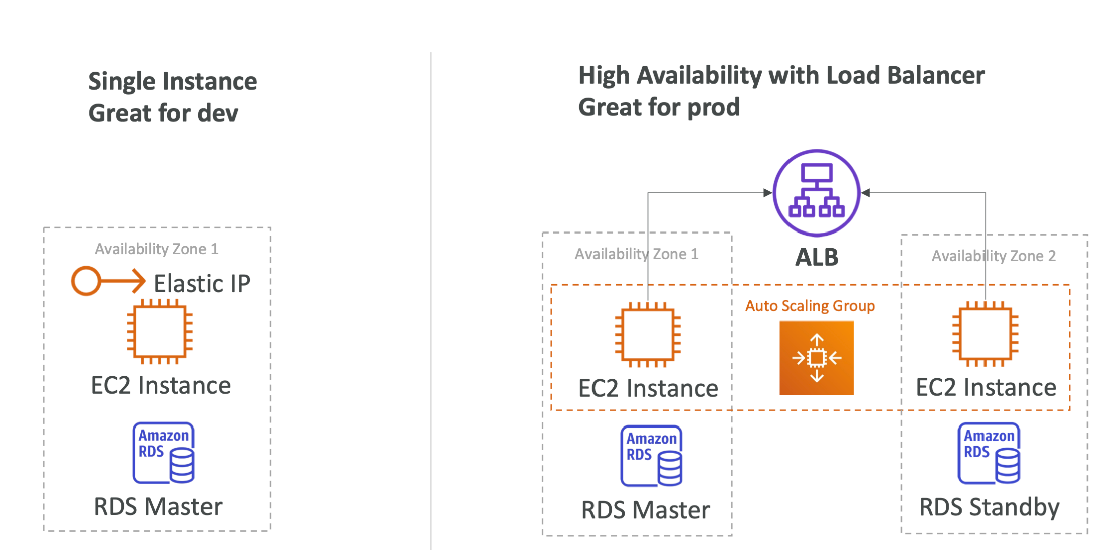 Single Instance
Great for dev
Availability Zone 1
Elastic IP
EC2 Instance
Amazon
RDS
RDS Master
High Availability with Load Balancer
Great for prod
ALB
Availability Zone 1
Availability Zone 2
Auto Scaling Group
EC2 Instance
EC2 Instance
Amazon
RDS
RDS Master
Amazon
RDS
RDS Standby